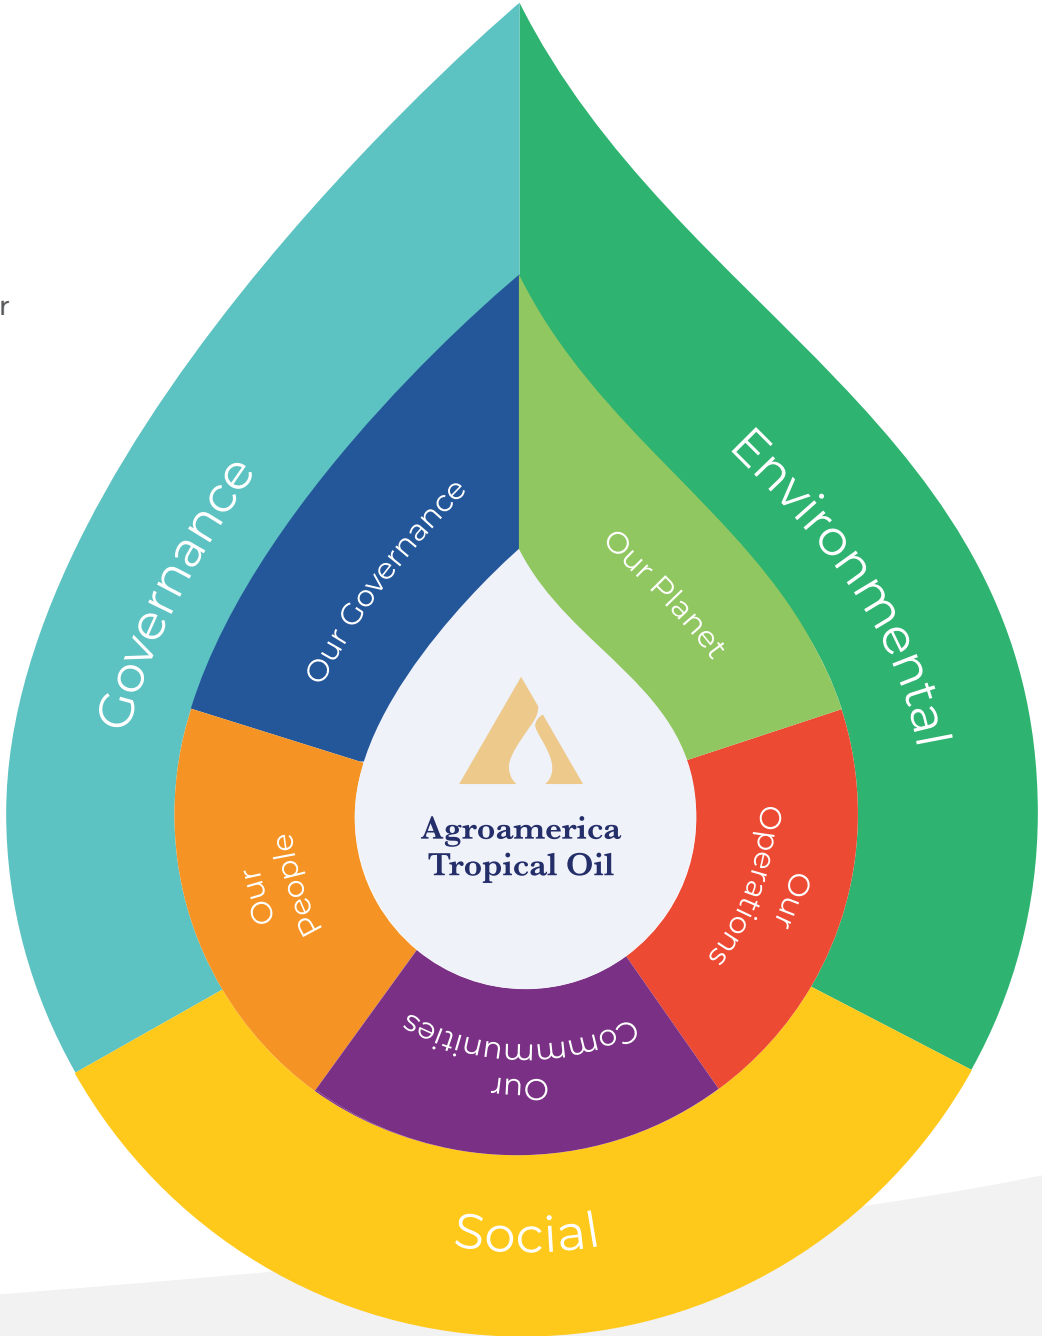 r
Governance
Environmental
Our Governance
Our Planet
Agroamerica
Tropical Oil
Our
People
Our
Operations
Our
Communities
Social